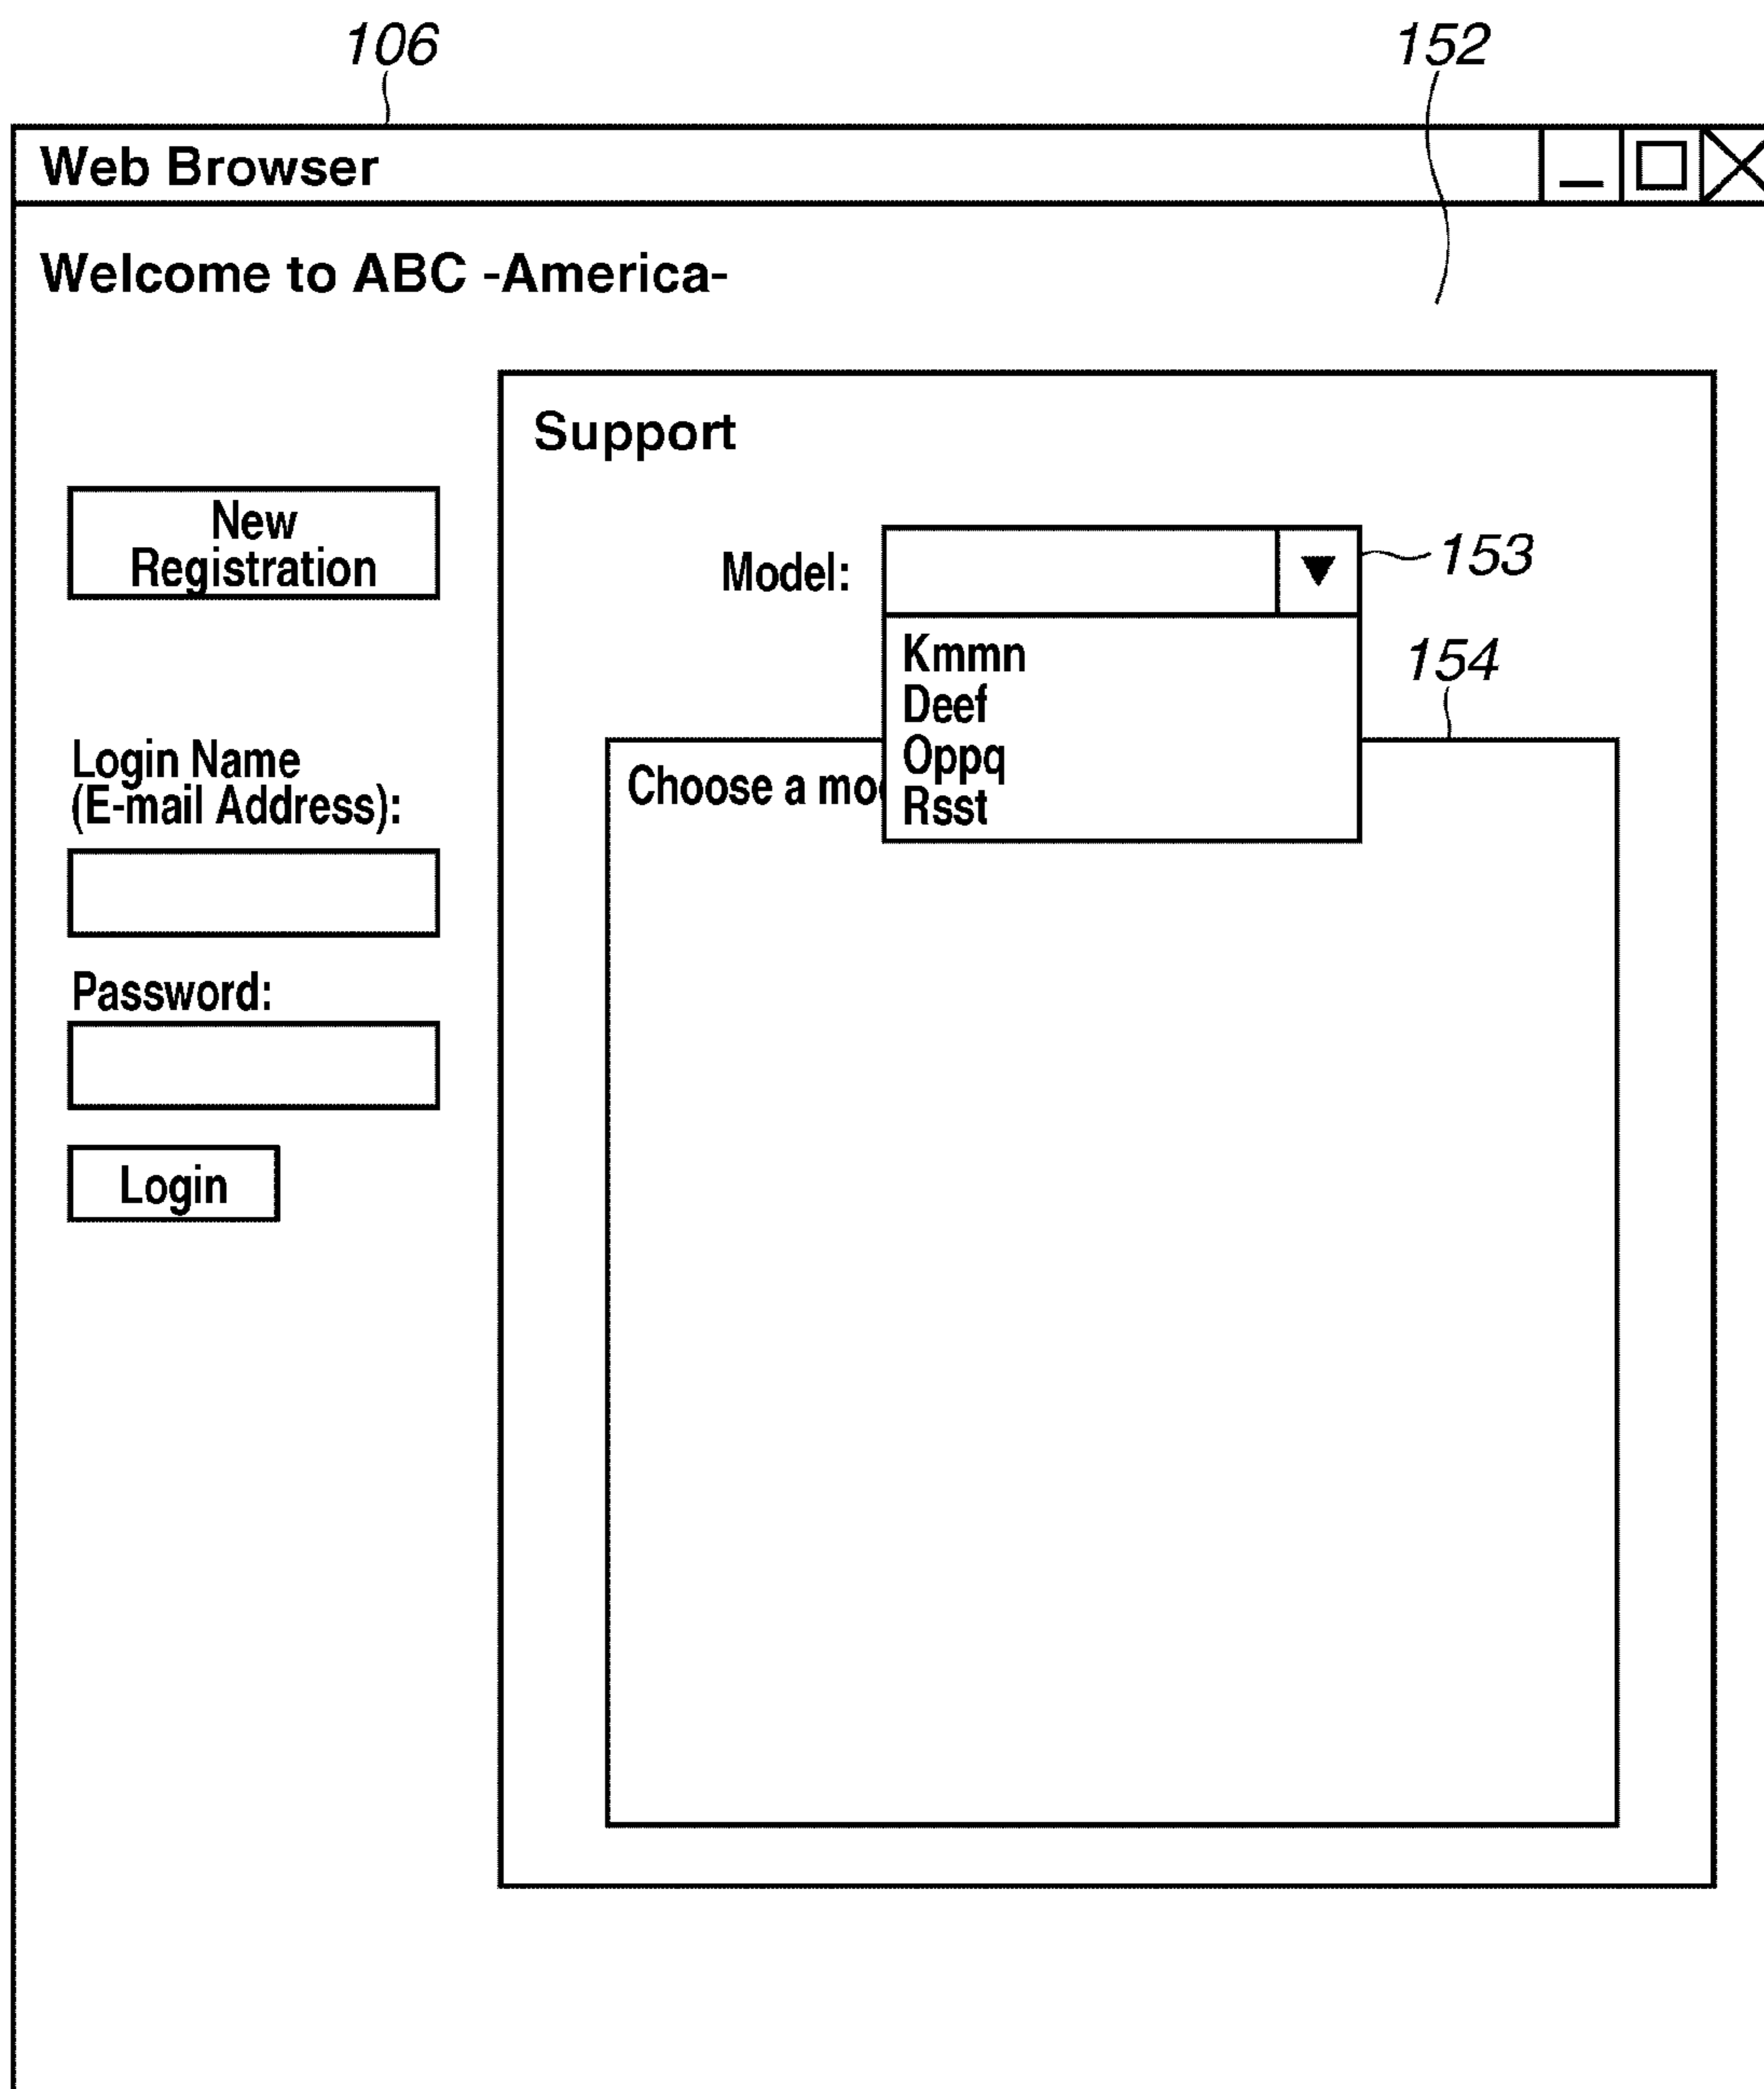 106
152
Web Browser
Welcome to ABC -America-
Support
New
Registration
Model:
153
Kmmn
Deef
Oppq
Rsst
154
Choose a
Login Name
(E-mail Address):
Password:
Login